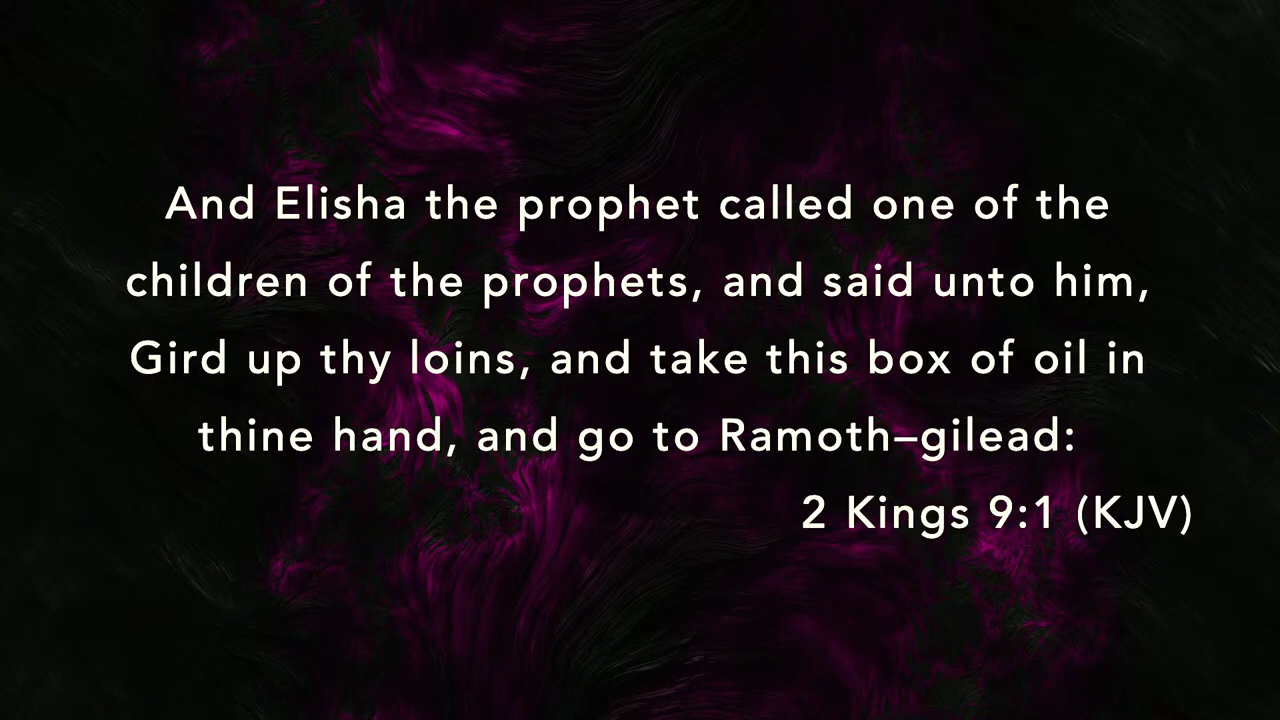 And Elisha the prophet called one of the
children of the prophets, and said unto him,
Gird up thy loins, and take this box of oil in
thine hand, and go to Ramoth–gilead:
2 Kings 9:1 (KJV)